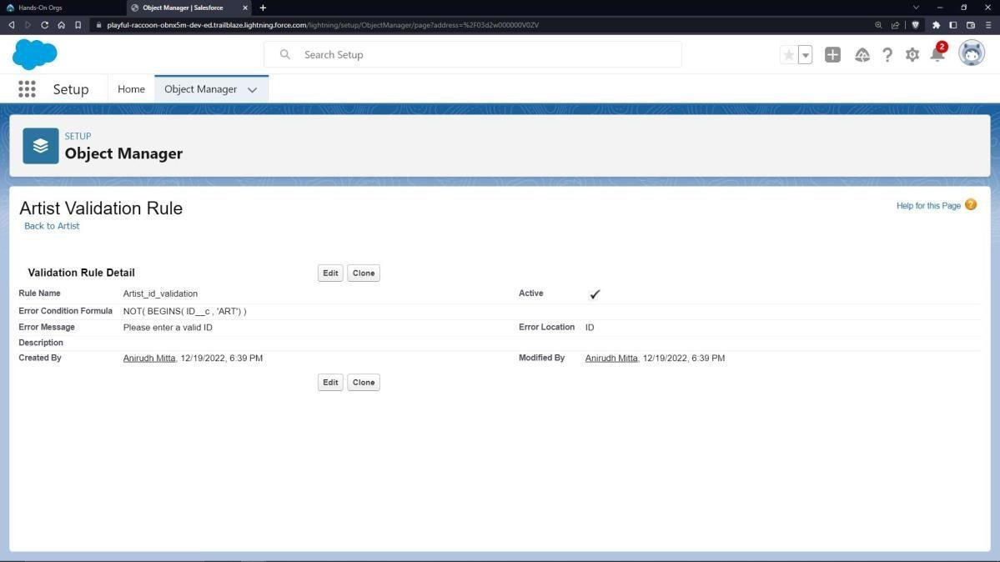 Hands-On Orgs
Object Manager | Salesforce
playful-raccoon-obnx5m-dev-ed.trailblaze.lightning.force.com/lightning/setup/ObjectManager/page?address=%2F03d2w000000V0ZV
Search Setup
2
Setup
Home
Object Manager
SETUP
Object Manager
Artist Validation Rule
Help for this Page
Back to Artist
Validation Rule Detail
Edit
Clone
Rule Name Artist_id_validation Active
Error Condition Formula NOT( BEGINS( ID__c , 'ART') )
Error Message Please enter a valid ID Error Location ID
Description
Created By Anirudh Mitta, 12/19/2022, 6:39 PM Modified By Anirudh Mitta, 12/19/2022, 6:39 PM
Edit
Clone